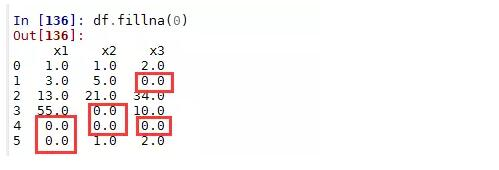 In [136]: df.fillna(0)
Out[136]:
x1 x2 x3
0 1.0 1.0 2.0
1 3.0 5.0 0.0
2 13.0 21.0 34.0
3 55.0 0.0 10.0
4 0.0 0.0 0.0
5 0.0 1.0 2.0